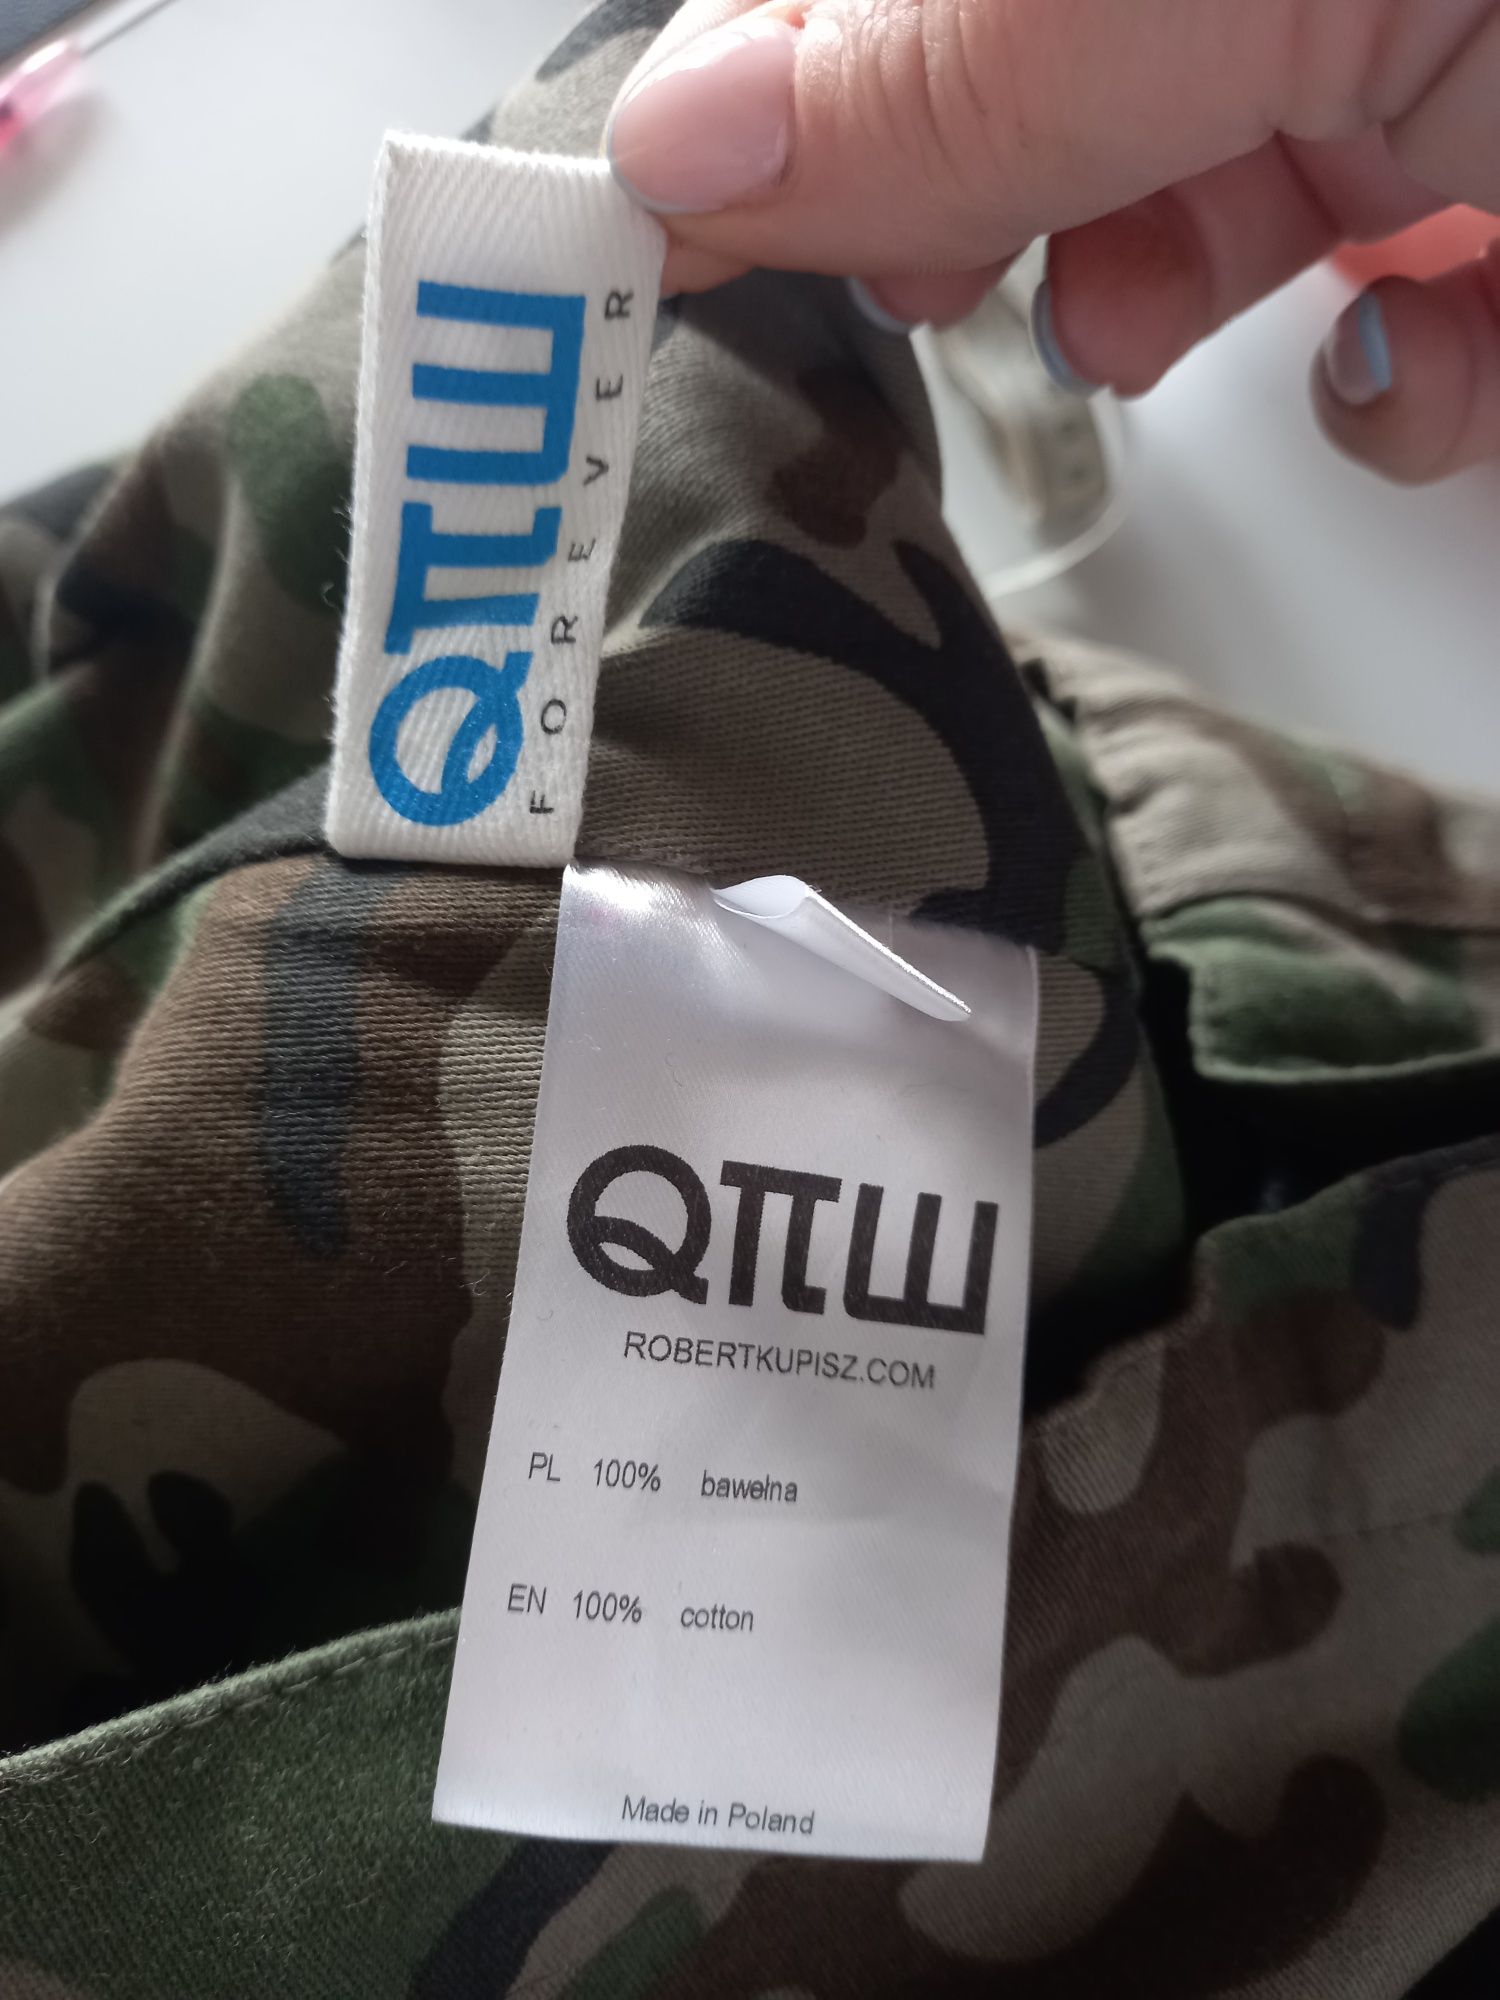 QΠШ
FOREVER
QΠШ
ROBERTKUPISZ.COM
PL 100% bawełna
EN 100% cotton
Made in Poland